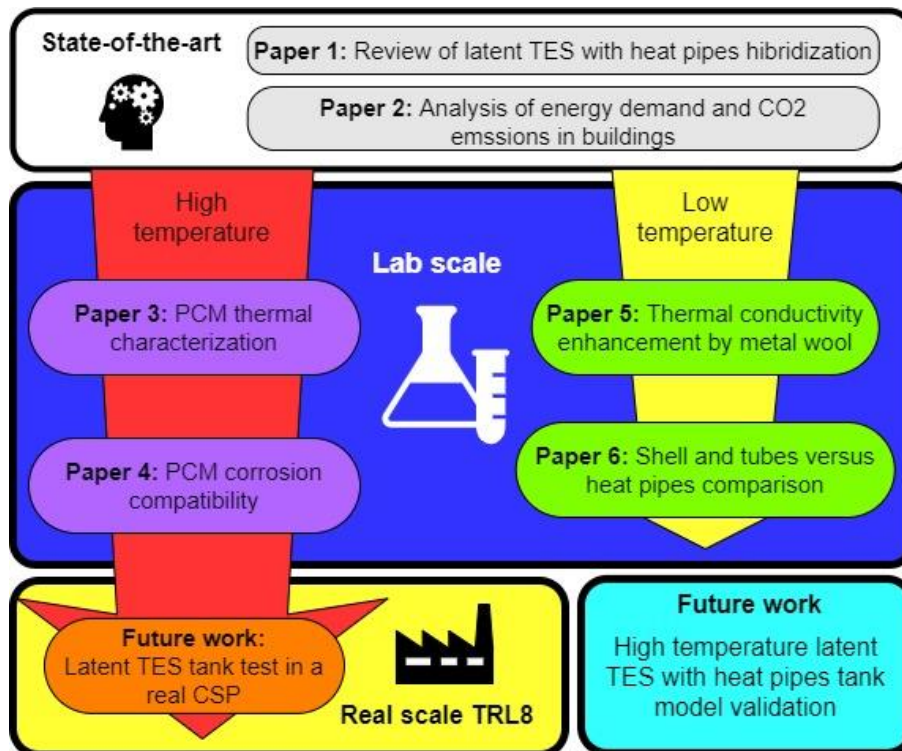 State-of-the-art
Paper 1: Review of latent TES with heat pipes hibridization
Paper 2: Analysis of energy demand and CO2
emssions in buildings
High
temperature
Low
temperature
Lab scale
Paper 3: PCM thermal
characterization
Paper 5: Thermal conductivity
enhancement by metal wool
Paper 4: PCM corrosion
compatibility
Paper 6: Shell and tubes versus
heat pipes comparison
Future work:
Latent TES tank test in a
real CSP
Real scale TRL8
Future work
High temperature latent
TES with heat pipes tank
model validation